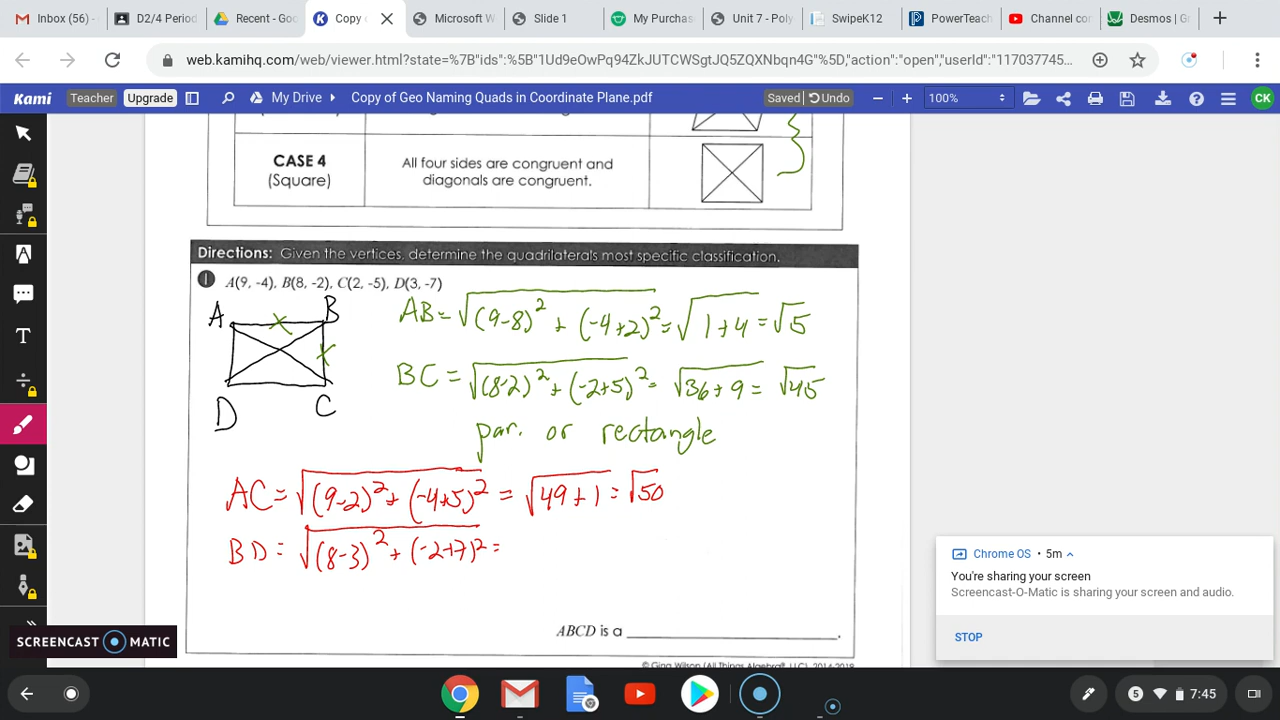 Inbox (56) -
D2/4 Period
Recent - Goo
Copy o
Microsoft W
Slide 1
My Purchas
Unit 7 - Poly
SwipeK12
PowerTeach
Channel con
Desmos | Gr
web.kamihq.com/web/viewer.html?state=%7B"ids":%5B"1Ud9eOwPq94ZkJUTCWSgtJQ5ZQXNbqn4G"%5D,"action":"open","userId":"117037745...
Kami Teacher Upgrade My Drive Copy of Geo Naming Quads in Coordinate Plane.pdf Saved Undo 100% CK
CASE 4
(Square)
All four sides are congruent and
diagonals are congruent.
Directions: Given the vertices, determine the quadrilaterals most specific classification.
1 A(9, -4), B(8, -2), C(2, -5), D(3, -7)
A B
D C
AB = √(9-8)² + (-4+2)² = √1+4 = √5
BC = √(8-2)² + (-2+5)² = √36+9 = √45
par. or rectangle
AC = √(9-2)² + (-4+5)² = √49+1 = √50
BD = √(8-3)² + (-2+7)² =
ABCD is a ____________.
© Gina Wilson (All Things Algebra®, LLC), 2014-2018
Chrome OS • 5m
You're sharing your screen
Screencast-O-Matic is sharing your screen and audio.
STOP
SCREENCAST MATIC
5 7:45